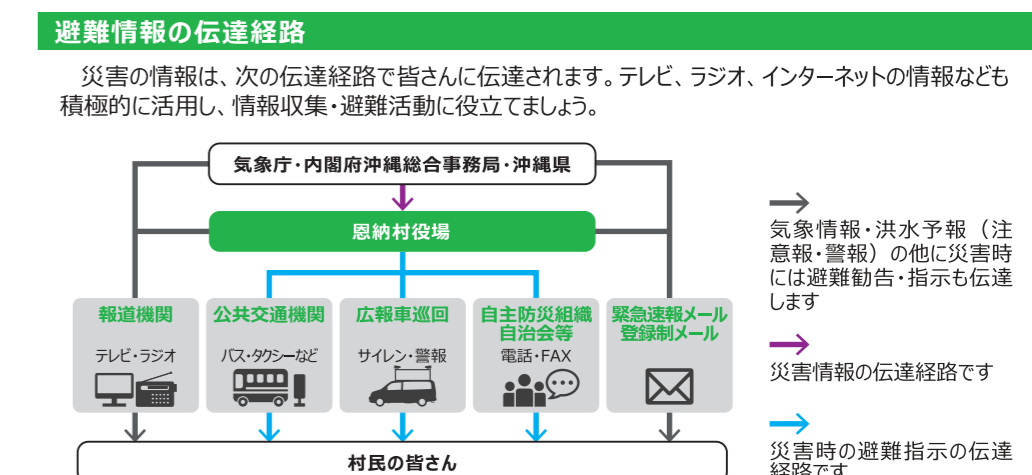 避難情報の伝達経路
災害の情報は、次の伝達経路で皆さんに伝達されます。テレビ、ラジオ、インターネットの情報なども
積極的に活用し、情報収集・避難活動に役立てましょう。
気象庁・内閣府沖縄総合事務局・沖縄県
恩納村役場
報道機関
テレビ・ラジオ
公共交通機関
バス・タクシーなど
広報車巡回
サイレン・警報
自主防災組織
自治会等
電話・FAX
緊急速報メール
登録制メール
村民の皆さん
気象情報・洪水予報（注
意報・警報）の他に災害時
には避難勧告・指示も伝達
します
災害情報の伝達経路です
災害時の避難指示の伝達
経路です